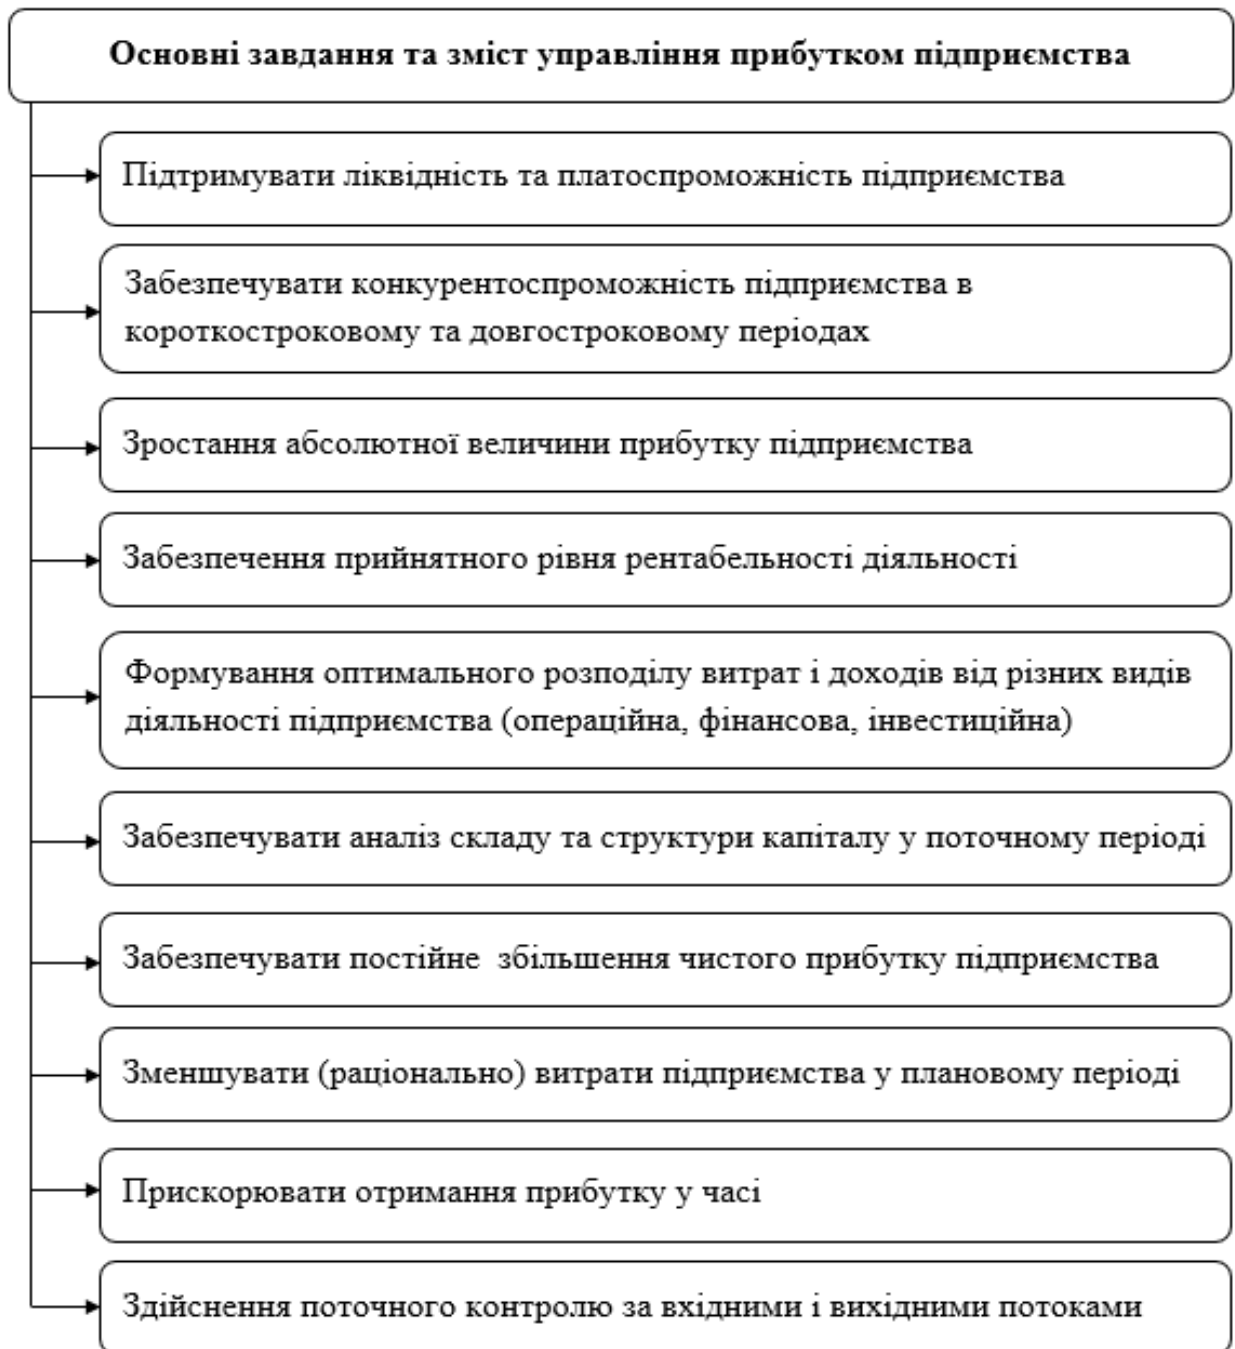 Основні завдання та зміст управління прибутком підприємства
Підтримувати ліквідність та платоспроможність підприємства
Забезпечувати конкурентоспроможність підприємства в
короткостроковому та довгостроковому періодах
Зростання абсолютної величини прибутку підприємства
Забезпечення прийнятного рівня рентабельності діяльності
Формування оптимального розподілу витрат і доходів від різних видів
діяльності підприємства (операційна, фінансова, інвестиційна)
Забезпечувати аналіз складу та структури капіталу у поточному періоді
Забезпечувати постійне збільшення чистого прибутку підприємства
Зменшувати (раціонально) витрати підприємства у плановому періоді
Прискорювати отримання прибутку у часі
Здійснення поточного контролю за вхідними і вихідними потоками